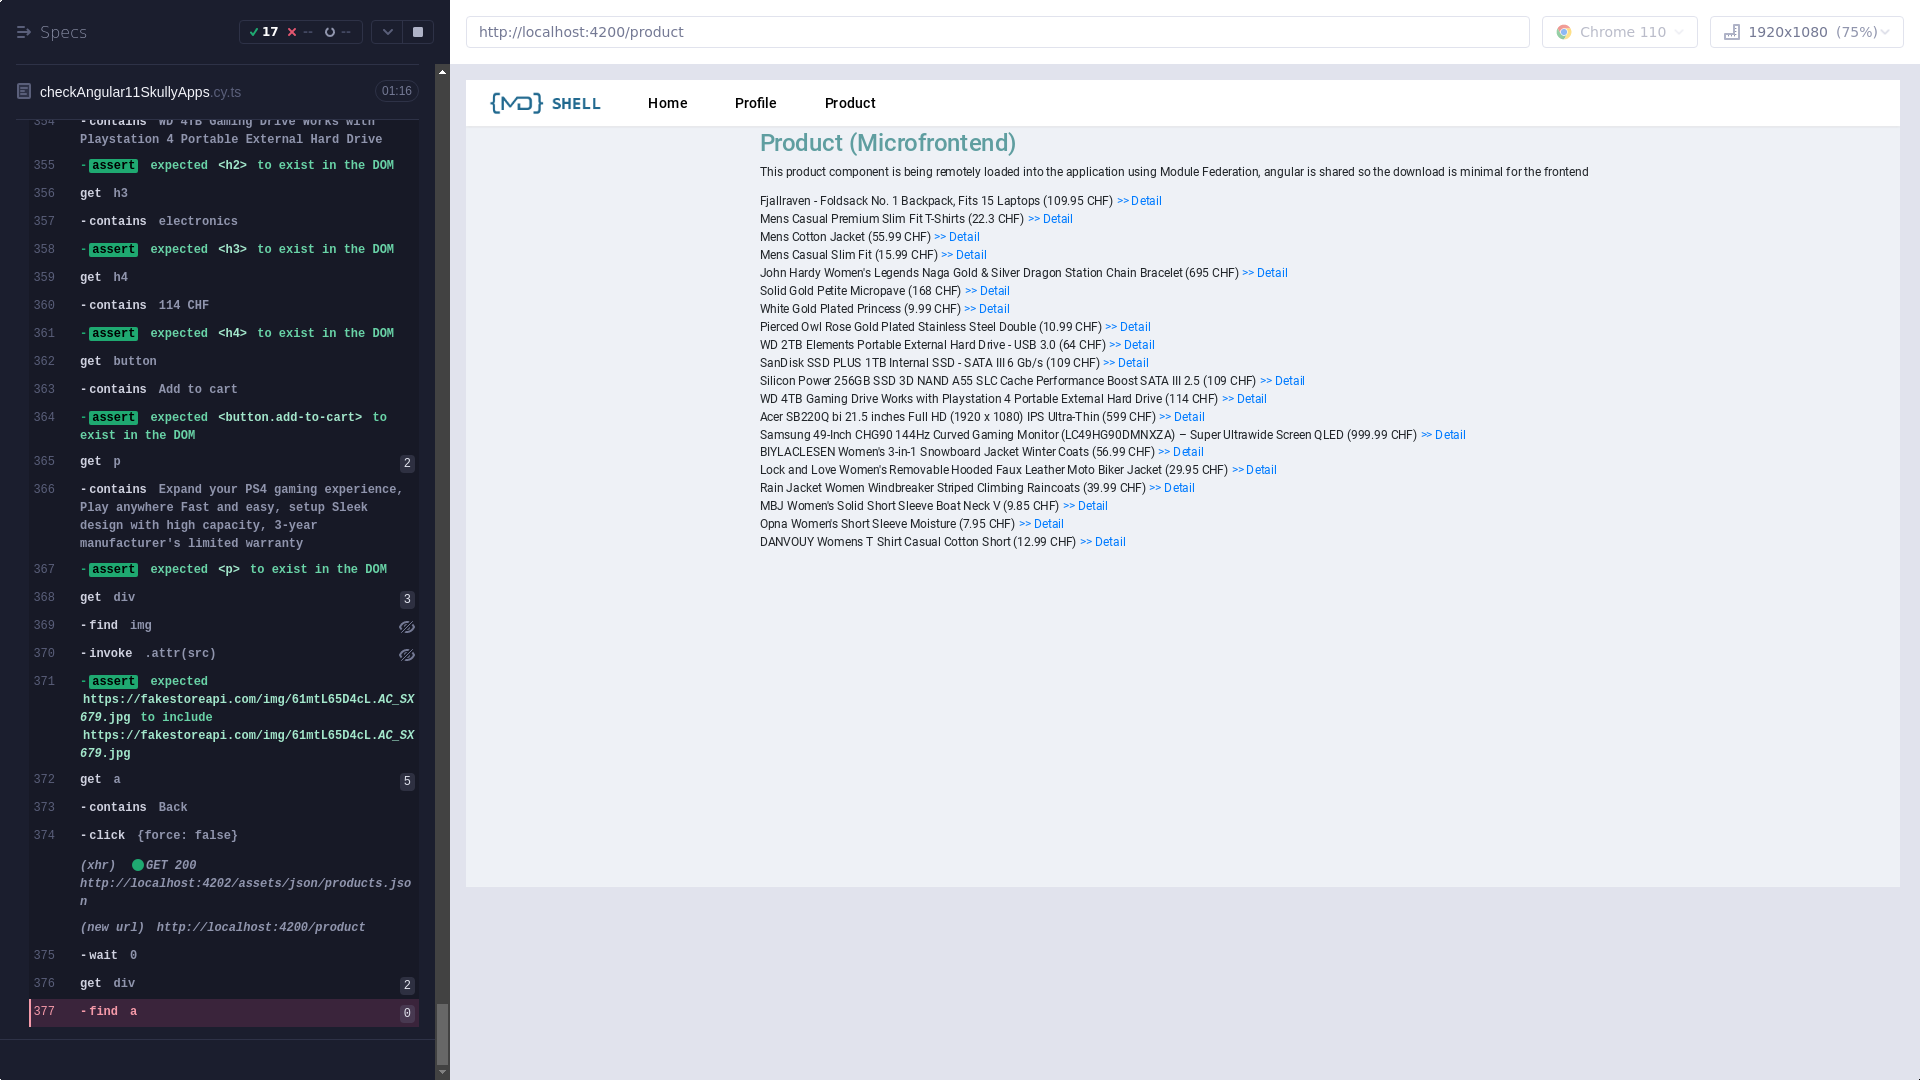 Specs
17 -- --
checkAngular11SkullyApps.cy.ts 01:16
354 -contains WD 4TB Gaming Drive Works with
Playstation 4 Portable External Hard Drive
355 -assert expected <h2> to exist in the DOM
356 get h3
357 -contains electronics
358 -assert expected <h3> to exist in the DOM
359 get h4
360 -contains 114 CHF
361 -assert expected <h4> to exist in the DOM
362 get button
363 -contains Add to cart
364 -assert expected <button.add-to-cart> to
exist in the DOM
365 get p 2
366 -contains Expand your PS4 gaming experience,
Play anywhere Fast and easy, setup Sleek
design with high capacity, 3-year
manufacturer's limited warranty
367 -assert expected <p> to exist in the DOM
368 get div 3
369 -find img
370 -invoke .attr(src)
371 -assert expected
https://fakestoreapi.com/img/61mtL65D4cL.AC_SX
679.jpg to include
https://fakestoreapi.com/img/61mtL65D4cL.AC_SX
679.jpg
372 get a 5
373 -contains Back
374 -click {force: false}
(xhr) GET 200
http://localhost:4202/assets/json/products.jso
n
(new url) http://localhost:4200/product
375 -wait 0
376 get div 2
377 -find a 0
http://localhost:4200/product
Chrome 110
1920x1080 (75%)
{MD} SHELL Home Profile Product
Product (Microfrontend)
This product component is being remotely loaded into the application using Module Federation, angular is shared so the download is minimal for the frontend
Fjallraven - Foldsack No. 1 Backpack, Fits 15 Laptops (109.95 CHF) >> Detail
Mens Casual Premium Slim Fit T-Shirts (22.3 CHF) >> Detail
Mens Cotton Jacket (55.99 CHF) >> Detail
Mens Casual Slim Fit (15.99 CHF) >> Detail
John Hardy Women's Legends Naga Gold & Silver Dragon Station Chain Bracelet (695 CHF) >> Detail
Solid Gold Petite Micropave (168 CHF) >> Detail
White Gold Plated Princess (9.99 CHF) >> Detail
Pierced Owl Rose Gold Plated Stainless Steel Double (10.99 CHF) >> Detail
WD 2TB Elements Portable External Hard Drive - USB 3.0 (64 CHF) >> Detail
SanDisk SSD PLUS 1TB Internal SSD - SATA III 6 Gb/s (109 CHF) >> Detail
Silicon Power 256GB SSD 3D NAND A55 SLC Cache Performance Boost SATA III 2.5 (109 CHF) >> Detail
WD 4TB Gaming Drive Works with Playstation 4 Portable External Hard Drive (114 CHF) >> Detail
Acer SB220Q bi 21.5 inches Full HD (1920 x 1080) IPS Ultra-Thin (599 CHF) >> Detail
Samsung 49-Inch CHG90 144Hz Curved Gaming Monitor (LC49HG90DMNXZA) – Super Ultrawide Screen QLED (999.99 CHF) >> Detail
BIYLACLESEN Women's 3-in-1 Snowboard Jacket Winter Coats (56.99 CHF) >> Detail
Lock and Love Women's Removable Hooded Faux Leather Moto Biker Jacket (29.95 CHF) >> Detail
Rain Jacket Women Windbreaker Striped Climbing Raincoats (39.99 CHF) >> Detail
MBJ Women's Solid Short Sleeve Boat Neck V (9.85 CHF) >> Detail
Opna Women's Short Sleeve Moisture (7.95 CHF) >> Detail
DANVOUY Womens T Shirt Casual Cotton Short (12.99 CHF) >> Detail